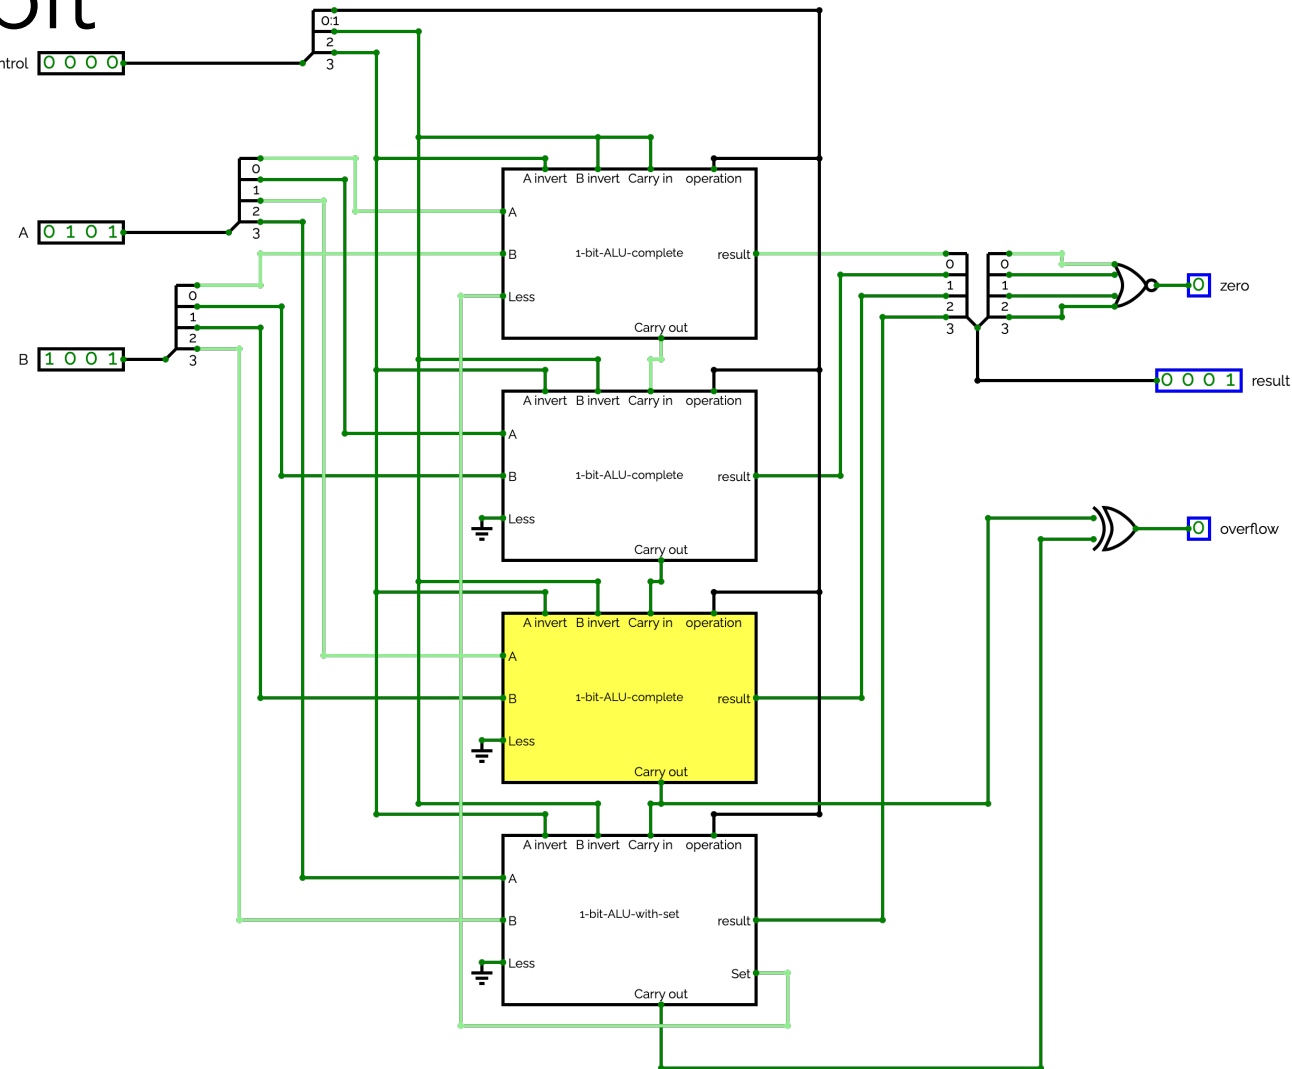 bit
0:1
2
3
ntrol
0 0 0 0
A invert B invert Carry in operation
0
1
2
3
A
0 1 0 1
A
B
Less
1-bit-ALU-complete
result
Carry out
0
1
2
3
B
1 0 0 1
0
1
2
3
0
1
2
3
0
zero
0 0 0 1
result
A invert B invert Carry in operation
A
B
Less
1-bit-ALU-complete
result
Carry out
0
overflow
A invert B invert Carry in operation
A
B
Less
1-bit-ALU-complete
result
Carry out
A invert B invert Carry in operation
A
B
Less
1-bit-ALU-with-set
result
Set
Carry out